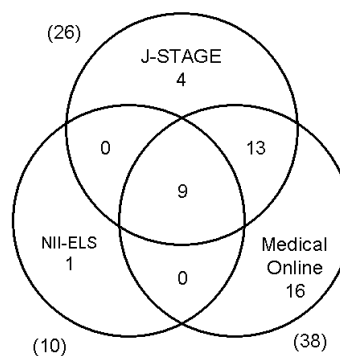 (26)
J-STAGE
4
0
13
9
NII-ELS
1
Medical
Online
16
0
(10)
(38)